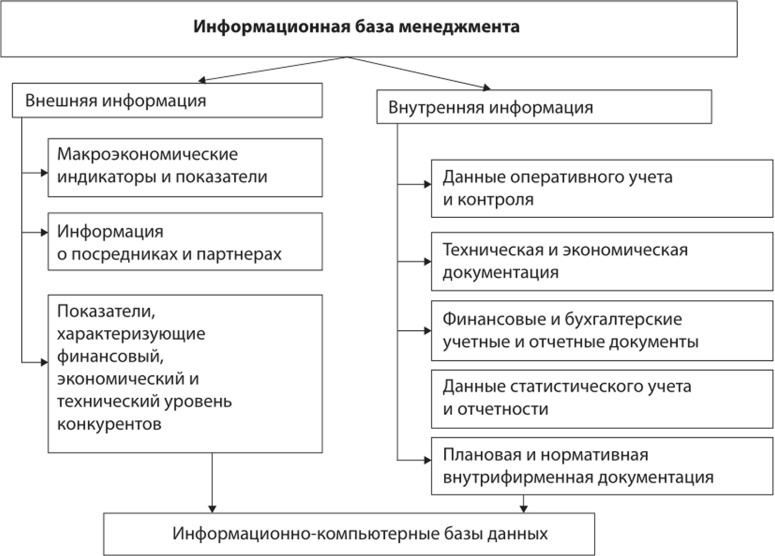 Информационная база менеджмента
Внешняя информация
Макроэкономические
индикаторы и показатели
Информация
о посредниках и партнерах
Показатели,
характеризующие
финансовый,
экономический и
технический уровень
конкурентов
Внутренняя информация
Данные оперативного учета
и контроля
Техническая и экономическая
документация
Финансовые и бухгалтерские
учетные и отчетные документы
Данные статистического учета
и отчетности
Плановая и нормативная
внутрифирменная документация
Информационно-компьютерные базы данных